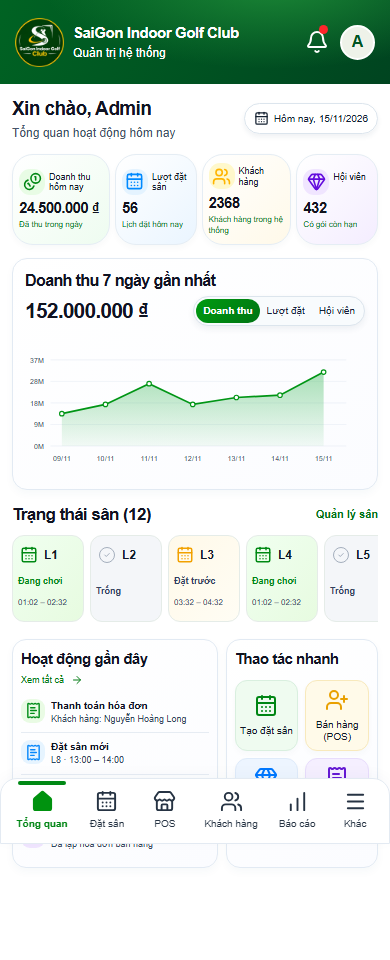 SaiGon Indoor Golf
Club
SaiGon Indoor Golf Club
Quản trị hệ thống
A
Xin chào, Admin
Tổng quan hoạt động hôm nay
Hôm nay, 15/11/2026
Doanh thu
hôm nay
24.500.000 ₫
Đã thu trong ngày
Lượt đặt
sân
56
Lịch đặt hôm nay
Khách
hàng
2368
Khách hàng trong hệ
thống
Hội viên
432
Có gói còn hạn
Doanh thu 7 ngày gần nhất
152.000.000 ₫
Doanh thu
Lượt đặt
Hội viên
37M
28M
18M
9M
0M
09/11
10/11
11/11
12/11
13/11
14/11
15/11
Trạng thái sân (12)
Quản lý sân
L1
Đang chơi
01:02 – 02:32
L2
Trống
L3
Đặt trước
03:32 – 04:32
L4
Đang chơi
01:02 – 02:32
L5
Trống
Hoạt động gần đây
Xem tất cả →
Thanh toán hóa đơn
Khách hàng: Nguyễn Hoàng Long
Đặt sân mới
L8 · 13:00 – 14:00
Thao tác nhanh
Tạo đặt sân
Bán hàng
(POS)
Tổng quan
Đặt sân
POS
Khách hàng
Báo cáo
Khác